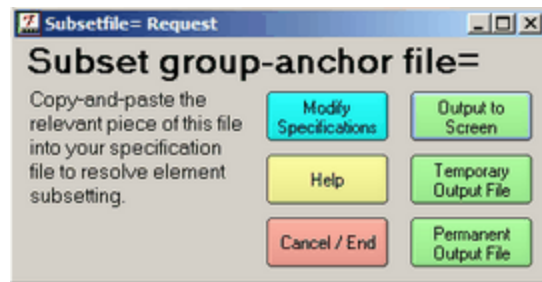 Subsetfile= Request
Subset group-anchor file=
Copy-and-paste the
relevant piece of this file
into your specification
file to resolve element
subsetting.
Modify
Specifications
Output to
Screen
Help
Temporary
Output File
Cancel / End
Permanent
Output File